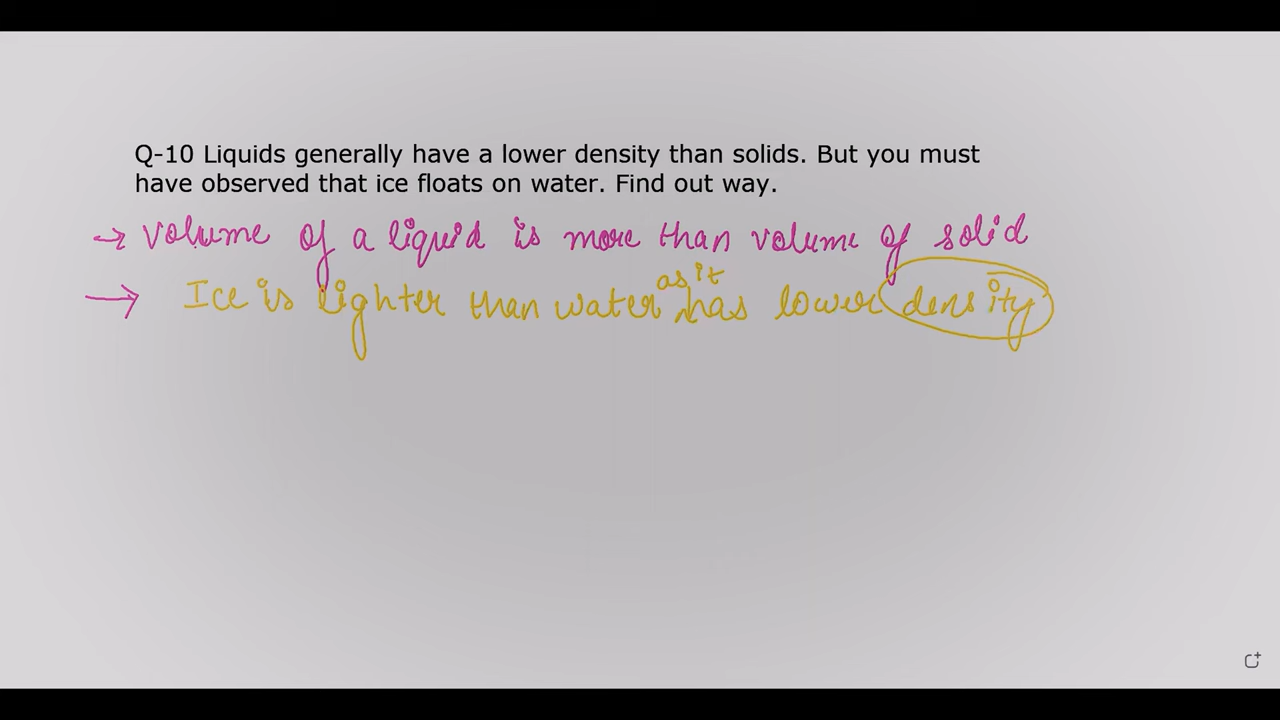 Q-10 Liquids generally have a lower density than solids. But you must
have observed that ice floats on water. Find out way.
→ Volume of a liquid is more than volume of solid
→ Ice is lighter than water as it has lower density